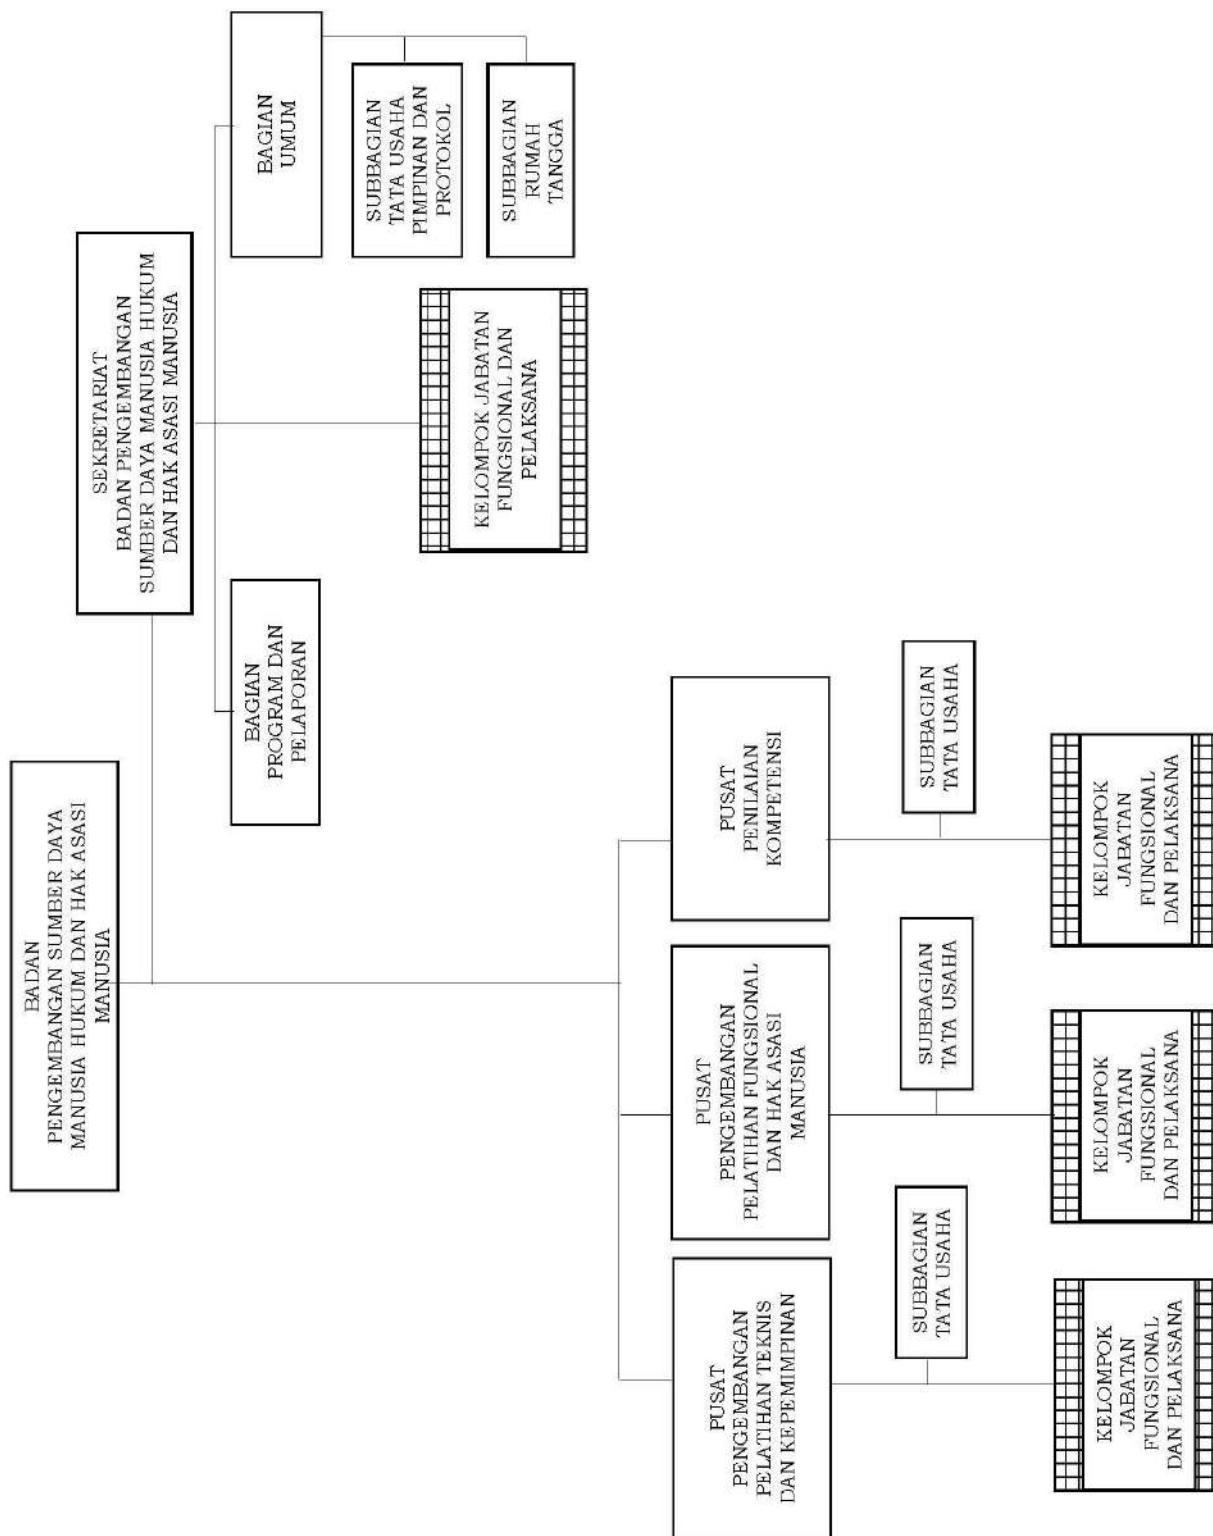 BADAN
PENGEMBANGAN SUMBER DAYA
MANUSIA HUKUM DAN HAK ASASI
MANUSIA
SEKRETARIAT
BADAN PENGEMBANGAN
SUMBER DAYA MANUSIA HUKUM
DAN HAK ASASI MANUSIA
BAGIAN
PROGRAM DAN
PELAPORAN
BAGIAN
UMUM
SUBBAGIAN
TATA USAHA
PIMPINAN DAN
PROTOKOL
SUBBAGIAN
RUMAH
TANGGA
KELOMPOK JABATAN
FUNGSIONAL DAN
PELAKSANA
PUSAT
PENGEMBANGAN
PELATIHAN TEKNIS
DAN KEPEMIMPINAN
PUSAT
PENGEMBANGAN
PELATIHAN FUNGSIONAL
DAN HAK ASASI
MANUSIA
PUSAT
PENILAIAN
KOMPETENSI
SUBBAGIAN
TATA USAHA
SUBBAGIAN
TATA USAHA
SUBBAGIAN
TATA USAHA
KELOMPOK
JABATAN
FUNGSIONAL
DAN PELAKSANA
KELOMPOK
JABATAN
FUNGSIONAL
DAN PELAKSANA
KELOMPOK
JABATAN
FUNGSIONAL
DAN PELAKSANA